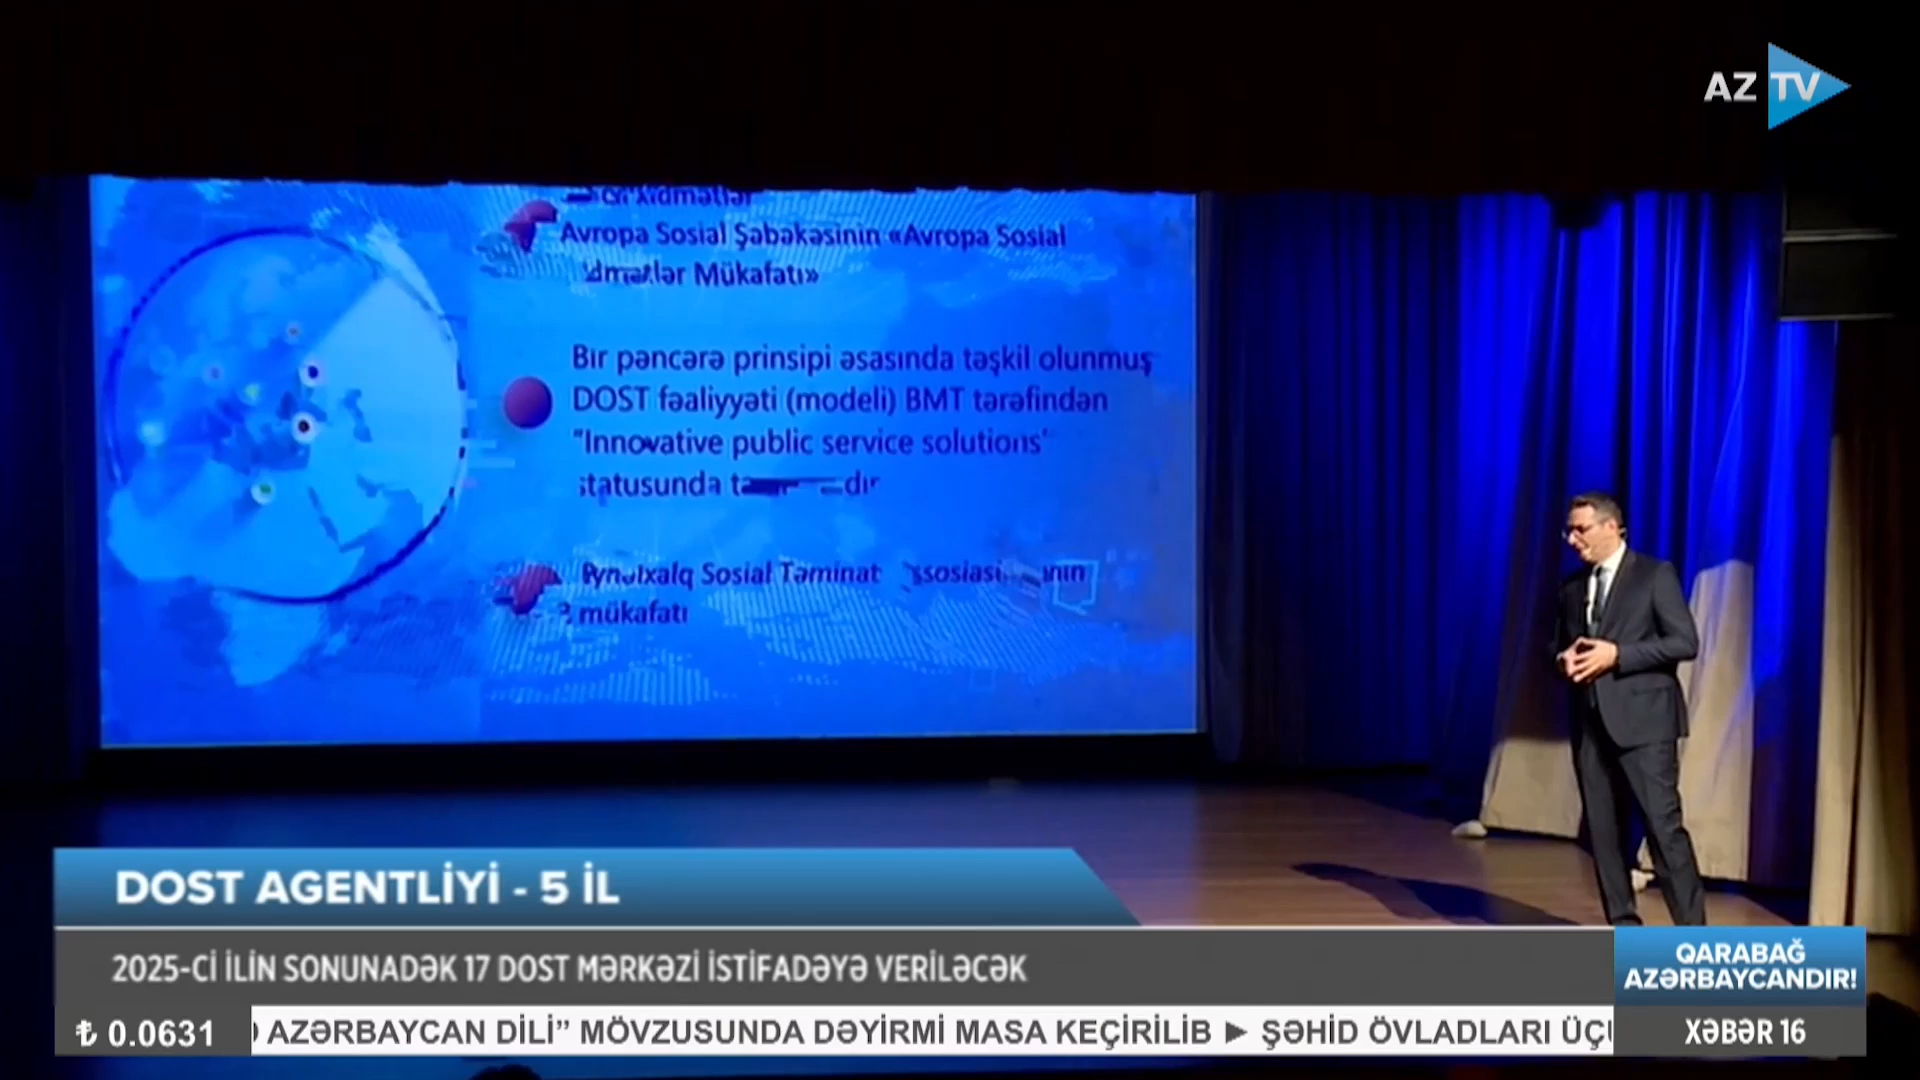 AZ TV
Avropa Sosial Şəbəkəsinin «Avropa Sosial
Mükafatı»
Bir pəncərə prinsipi əsasında təşkil olunmuş
DOST fəaliyyəti (modeli) BMT tərəfindən
"Innovative public service solutions"
statusunda
Sosial Təminat
mükafatı
DOST AGENTLİYİ - 5 İL
2025-Cİ İLİN SONUNADƏK 17 DOST MƏRKƏZİ İSTİFADƏYƏ VERİLƏCƏK
QARABAĞ
AZƏRBAYCANDIR!
₺ 0.0631
AZƏRBAYCAN DİLİ” MÖVZUSUNDA DƏYİRMİ MASA KEÇİRİLİB ► ŞƏHİD ÖVLADLARI
XƏBƏR 16